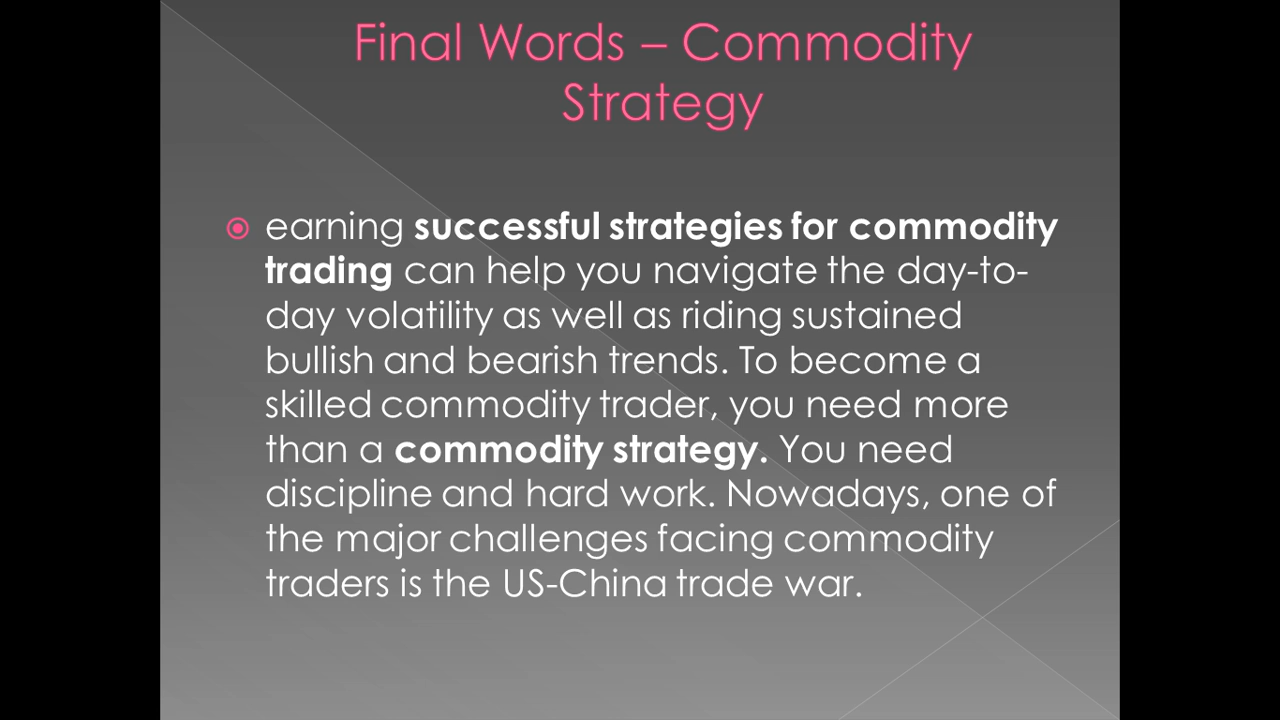 Final Words – Commodity
Strategy
earning successful strategies for commodity
trading can help you navigate the day-to-
day volatility as well as riding sustained
bullish and bearish trends. To become a
skilled commodity trader, you need more
than a commodity strategy. You need
discipline and hard work. Nowadays, one of
the major challenges facing commodity
traders is the US-China trade war.